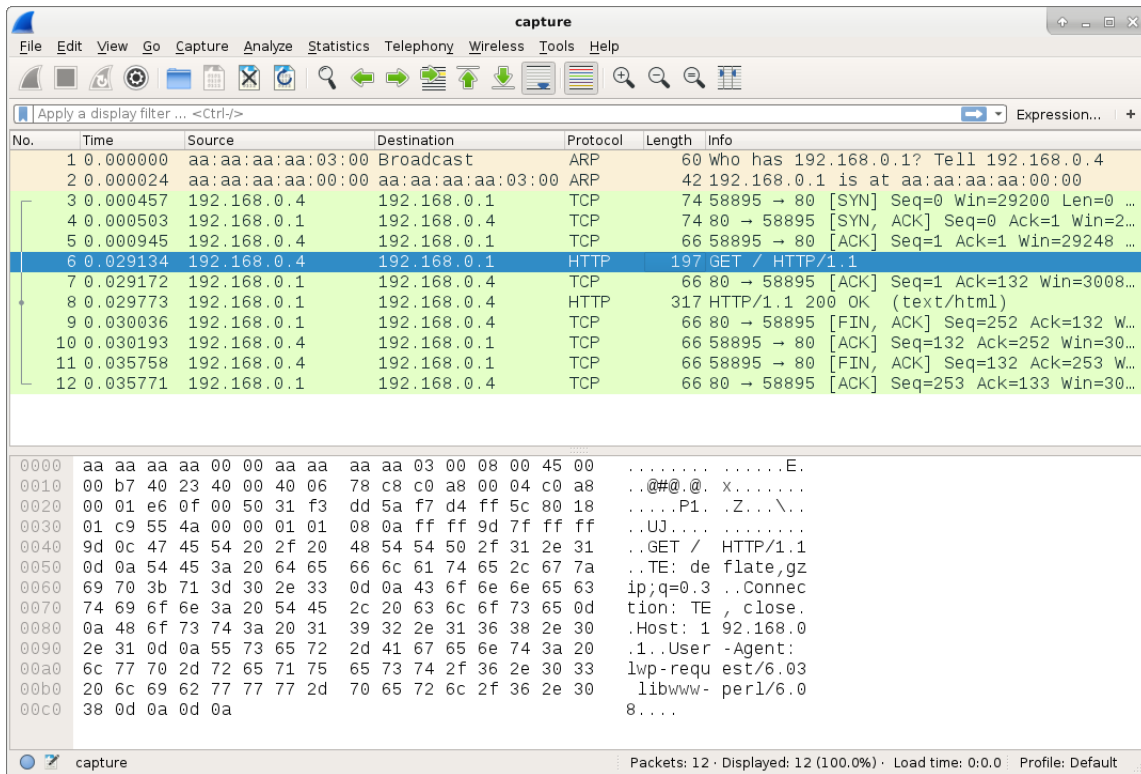 capture
File Edit View Go Capture Analyze Statistics Telephony Wireless Tools Help
Apply a display filter ... <Ctrl-/> Expression... +
No. Time Source Destination Protocol Length Info
1 0.000000 aa:aa:aa:aa:03:00 Broadcast ARP 60 Who has 192.168.0.1? Tell 192.168.0.4
2 0.000024 aa:aa:aa:aa:00:00 aa:aa:aa:aa:03:00 ARP 42 192.168.0.1 is at aa:aa:aa:aa:00:00
3 0.000457 192.168.0.4 192.168.0.1 TCP 74 58895 → 80 [SYN] Seq=0 Win=29200 Len=0 …
4 0.000503 192.168.0.1 192.168.0.4 TCP 74 80 → 58895 [SYN, ACK] Seq=0 Ack=1 Win=2…
5 0.000945 192.168.0.4 192.168.0.1 TCP 66 58895 → 80 [ACK] Seq=1 Ack=1 Win=29248 …
6 0.029134 192.168.0.4 192.168.0.1 HTTP 197 GET / HTTP/1.1
7 0.029172 192.168.0.1 192.168.0.4 TCP 66 80 → 58895 [ACK] Seq=1 Ack=132 Win=3008…
8 0.029773 192.168.0.1 192.168.0.4 HTTP 317 HTTP/1.1 200 OK (text/html)
9 0.030036 192.168.0.1 192.168.0.4 TCP 66 80 → 58895 [FIN, ACK] Seq=252 Ack=132 W…
10 0.030193 192.168.0.4 192.168.0.1 TCP 66 58895 → 80 [ACK] Seq=132 Ack=252 Win=30…
11 0.035758 192.168.0.4 192.168.0.1 TCP 66 58895 → 80 [FIN, ACK] Seq=132 Ack=253 W…
12 0.035771 192.168.0.1 192.168.0.4 TCP 66 80 → 58895 [ACK] Seq=253 Ack=133 Win=30…
0000 aa aa aa aa 00 00 aa aa aa aa 03 00 08 00 45 00 ........ ......E.
0010 00 b7 40 23 40 00 40 06 78 c8 c0 a8 00 04 c0 a8 ..@#@.@. x.......
0020 00 01 e6 0f 00 50 31 f3 dd 5a f7 d4 ff 5c 80 18 .....P1. .Z...\..
0030 01 c9 55 4a 00 00 01 01 08 0a ff ff 9d 7f ff ff ..UJ.... ........
0040 9d 0c 47 45 54 20 2f 20 48 54 54 50 2f 31 2e 31 ..GET / HTTP/1.1
0050 0d 0a 54 45 3a 20 64 65 66 6c 61 74 65 2c 67 7a ..TE: de flate,gz
0060 69 70 3b 71 3d 30 2e 33 0d 0a 43 6f 6e 6e 65 63 ip;q=0.3 ..Connec
0070 74 69 6f 6e 3a 20 54 45 2c 20 63 6c 6f 73 65 0d tion: TE , close.
0080 0a 48 6f 73 74 3a 20 31 39 32 2e 31 36 38 2e 30 .Host: 1 92.168.0
0090 2e 31 0d 0a 55 73 65 72 2d 41 67 65 6e 74 3a 20 .1..User -Agent:
00a0 6c 77 70 2d 72 65 71 75 65 73 74 2f 36 2e 30 33 lwp-requ est/6.03
00b0 20 6c 69 62 77 77 77 2d 70 65 72 6c 2f 36 2e 30 libwww- perl/6.0
00c0 38 0d 0a 0d 0a 8....
capture Packets: 12 · Displayed: 12 (100.0%) · Load time: 0:0.0 Profile: Default